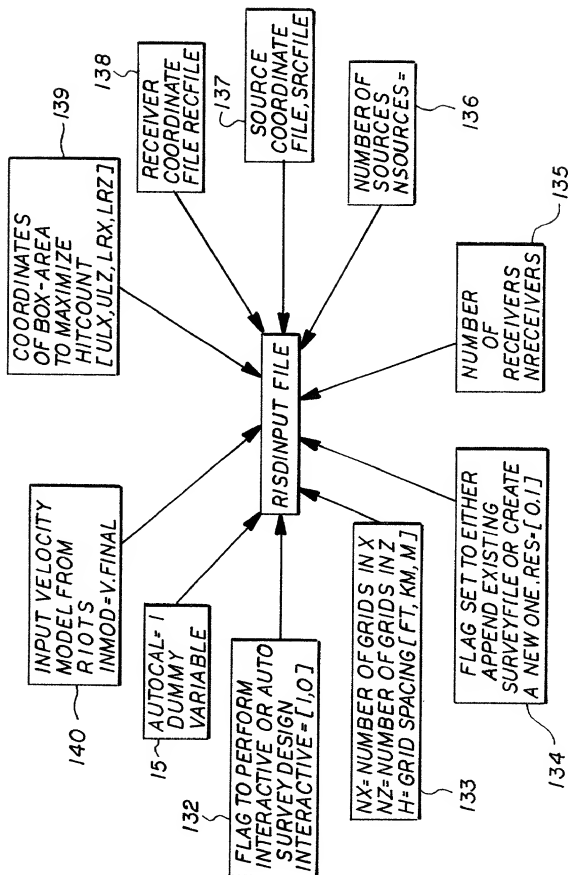 INPUT VELOCITY
MODEL FROM
RIOTS
INMOD=V.FINAL
140
COORDINATES
OF BOX-AREA
TO MAXIMIZE
HITCOUNT
[ULX,ULZ,LRX,LRZ]
139
AUTOCAL= 1
DUMMY
VARIABLE
15
RECEIVER
COORDINATE
FILE RECFILE
138
FLAG TO PERFORM
INTERACTIVE OR AUTO
SURVEY DESIGN
INTERACTIVE=[1,0]
132
RISDINPUT FILE
SOURCE
COORDINATE
FILE,SRCFILE
137
NX=NUMBER OF GRIDS IN X
NZ=NUMBER OF GRIDS IN Z
H=GRID SPACING [FT,KM,M]
133
NUMBER OF
SOURCES
NSOURCES=
136
FLAG SET TO EITHER
APPEND EXISTING
SURVEYFILE OR CREATE
A NEW ONE.RES=[0,1]
134
NUMBER
OF
RECEIVERS
NRECEIVERS
135